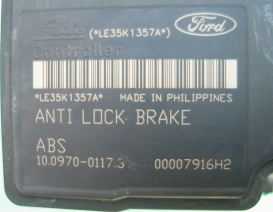 (*LE35K1357A*) Ford
Controller
*LE35K1357A* MADE IN PHILIPPINES
ANTI LOCK BRAKE
ABS
10.0970-0117.3 00007916H2